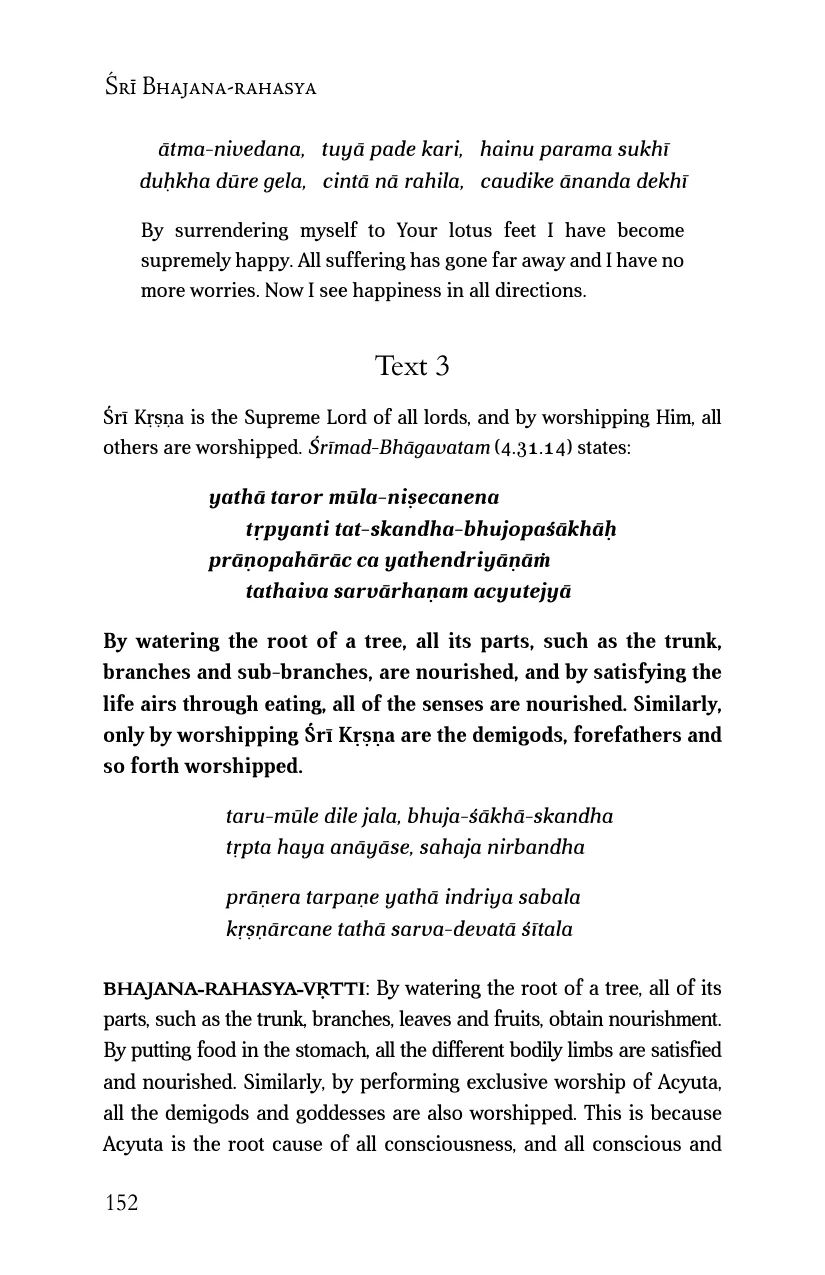 Śrī Bhajana-rahasya
ātma-nivedana, tuyā pade kari, hainu parama sukhī
duḥkha dūre gela, cintā nā rahila, caudike ānanda dekhī
By surrendering myself to Your lotus feet I have become
supremely happy. All suffering has gone far away and I have no
more worries. Now I see happiness in all directions.
Text 3
Śrī Kṛṣṇa is the Supreme Lord of all lords, and by worshipping Him, all
others are worshipped. Śrīmad-Bhāgavatam (4.31.14) states:
yathā taror mūla-niṣecanena
tṛpyanti tat-skandha-bhujopaśākhāḥ
prāṇopahārāc ca yathendriyāṇāṁ
tathaiva sarvārhaṇam acyutejyā
By watering the root of a tree, all its parts, such as the trunk,
branches and sub-branches, are nourished, and by satisfying the
life airs through eating, all of the senses are nourished. Similarly,
only by worshipping Śrī Kṛṣṇa are the demigods, forefathers and
so forth worshipped.
taru-mūle dile jala, bhuja-śākhā-skandha
tṛpta haya anāyāse, sahaja nirbandha
prāṇera tarpaṇe yathā indriya sabala
kṛṣṇārcane tathā sarva-devatā śītala
BHAJANA-RAHASYA-VṚTTI: By watering the root of a tree, all of its
parts, such as the trunk, branches, leaves and fruits, obtain nourishment.
By putting food in the stomach, all the different bodily limbs are satisfied
and nourished. Similarly, by performing exclusive worship of Acyuta,
all the demigods and goddesses are also worshipped. This is because
Acyuta is the root cause of all consciousness, and all conscious and
152